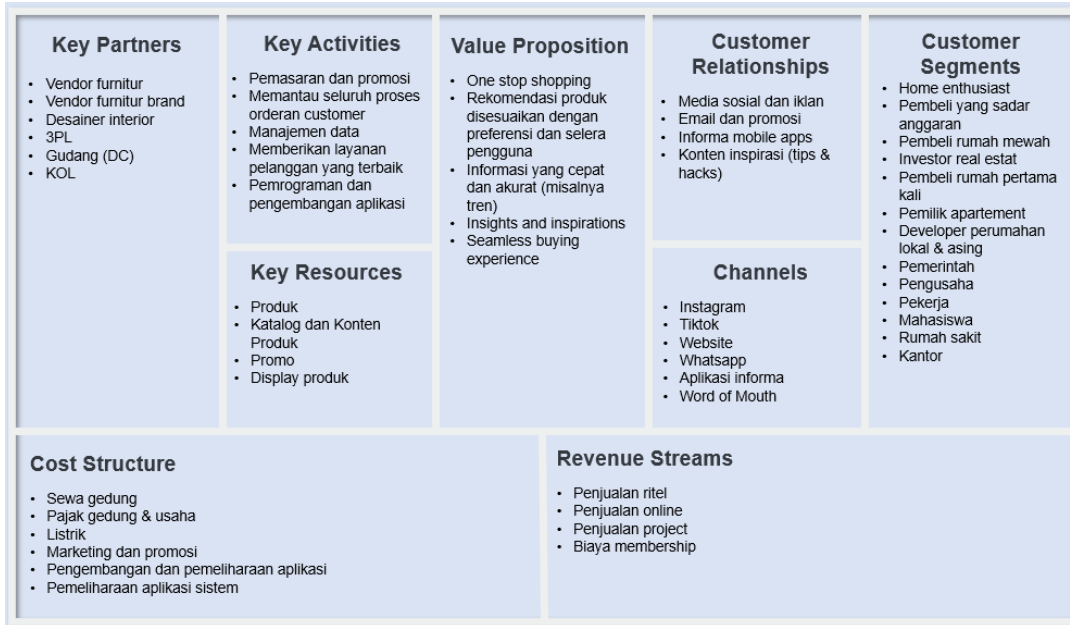 Key Partners
• Vendor furnitur
• Vendor furnitur brand
• Desainer interior
• 3PL
• Gudang (DC)
• KOL
Key Activities
• Pemasaran dan promosi
• Memantau seluruh proses
orderan customer
• Manajemen data
• Memberikan layanan
pelanggan yang terbaik
• Pemrograman dan
pengembangan aplikasi
Key Resources
• Produk
• Katalog dan Konten
Produk
• Promo
• Display produk
Value Proposition
• One stop shopping
• Rekomendasi produk
disesuaikan dengan
preferensi dan selera
pengguna
• Informasi yang cepat
dan akurat (misalnya
tren)
• Insights and inspirations
• Seamless buying
experience
Customer
Relationships
• Media sosial dan iklan
• Email dan promosi
• Informa mobile apps
• Konten inspirasi (tips &
hacks)
Channels
• Instagram
• Tiktok
• Website
• Whatsapp
• Aplikasi informa
• Word of Mouth
Customer
Segments
• Home enthusiast
• Pembeli yang sadar
anggaran
• Pembeli rumah mewah
• Investor real estat
• Pembeli rumah pertama
kali
• Pemilik apartement
• Developer perumahan
lokal & asing
• Pemerintah
• Pengusaha
• Pekerja
• Mahasiswa
• Rumah sakit
• Kantor
Cost Structure
• Sewa gedung
• Pajak gedung & usaha
• Listrik
• Marketing dan promosi
• Pengembangan dan pemeliharaan aplikasi
• Pemeliharaan aplikasi sistem
Revenue Streams
• Penjualan ritel
• Penjualan online
• Penjualan project
• Biaya membership